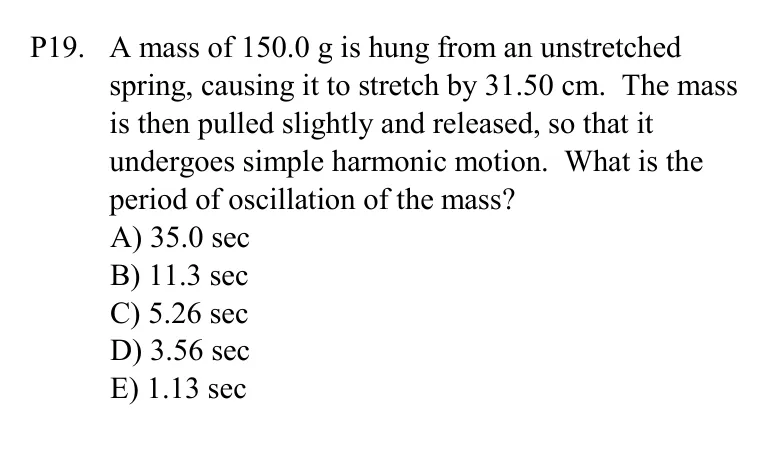 P19. A mass of 150.0 g is hung from an unstretched
spring, causing it to stretch by 31.50 cm. The mass
is then pulled slightly and released, so that it
undergoes simple harmonic motion. What is the
period of oscillation of the mass?
A) 35.0 sec
B) 11.3 sec
C) 5.26 sec
D) 3.56 sec
E) 1.13 sec